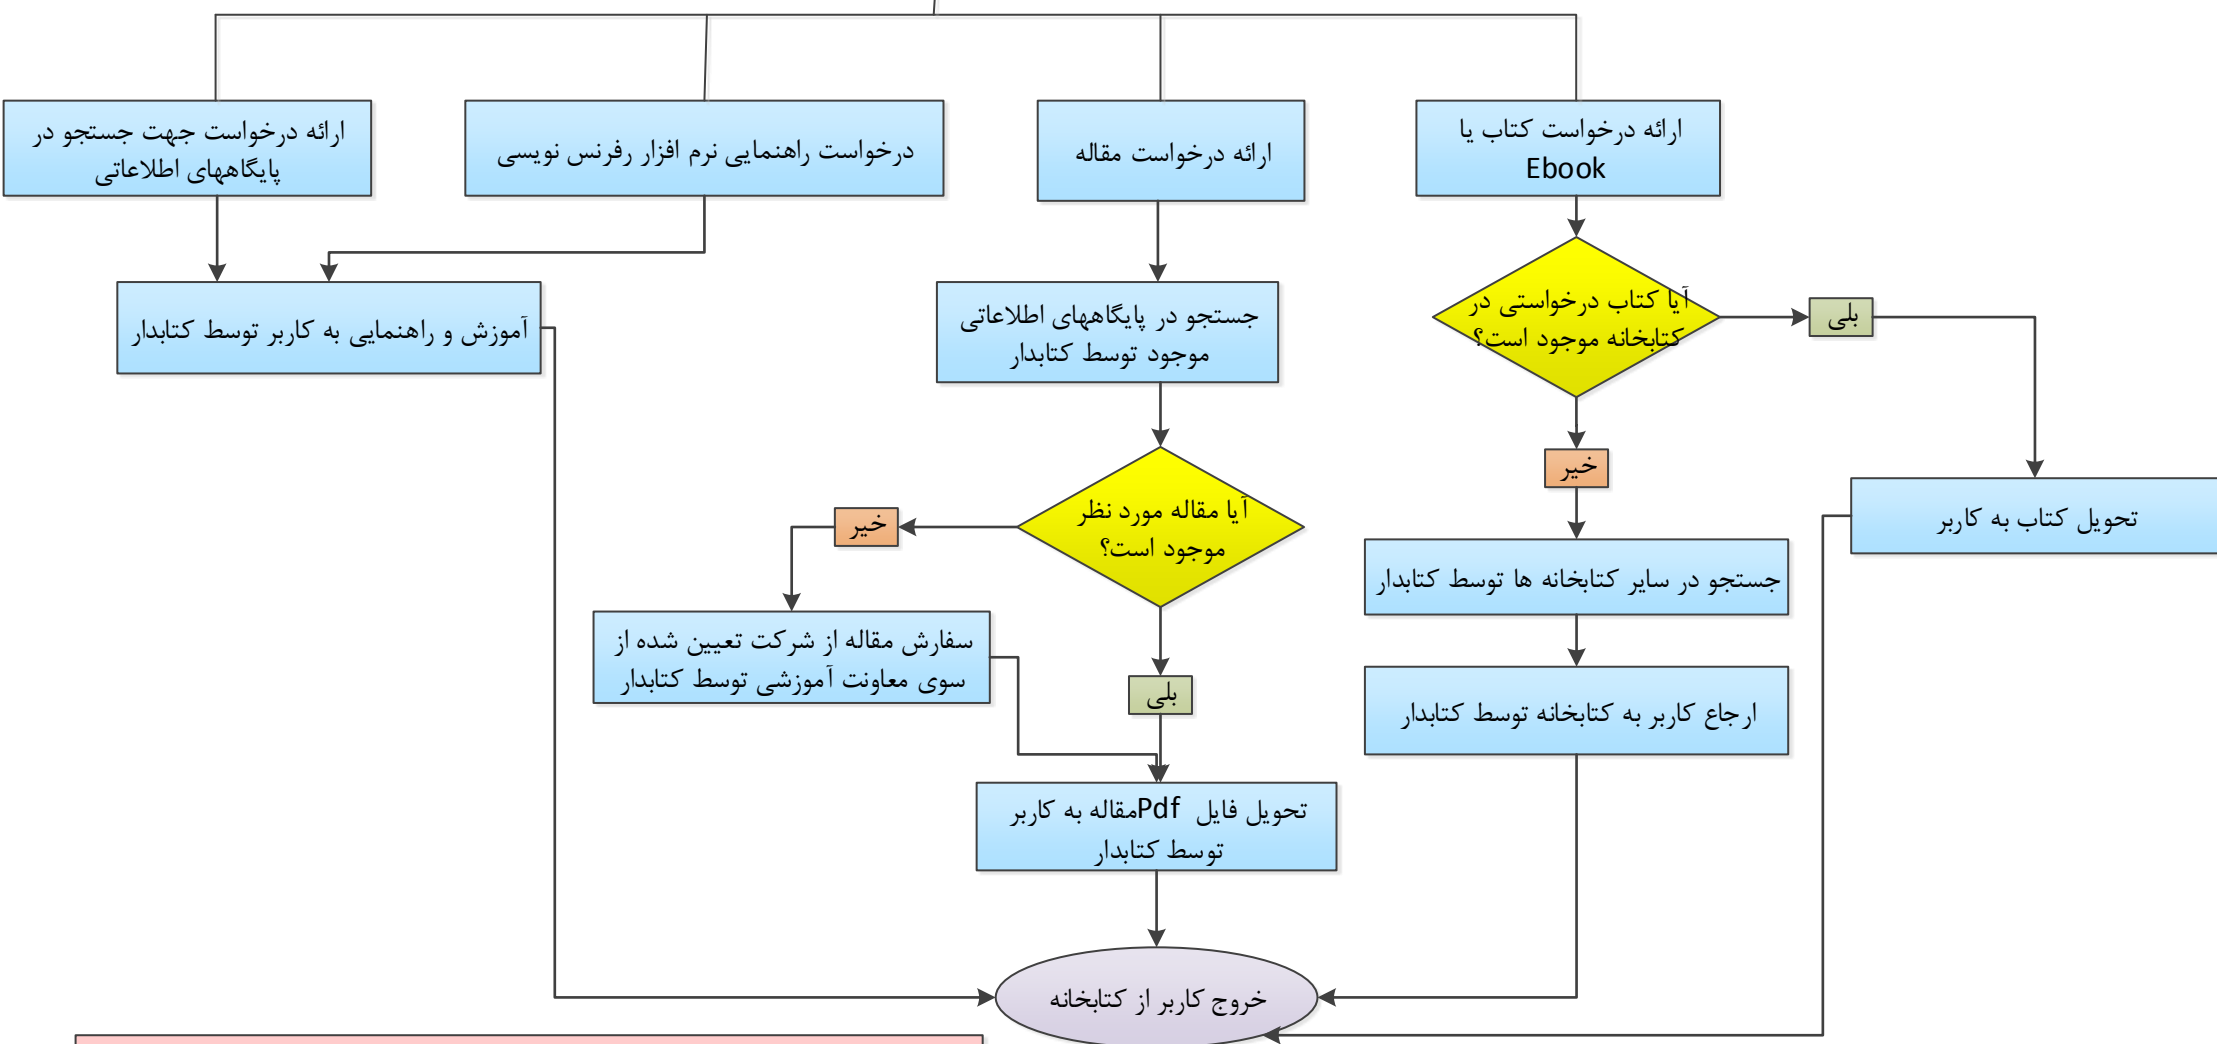 ارائه درخواست کتاب یا
Ebook
ارائه درخواست مقاله
درخواست راهنمایی نرم افزار رفرنس نویسی
ارائه درخواست جهت جستجو در
پایگاههای اطلاعاتی
آیا کتاب درخواستی در
کتابخانه موجود است؟
بلی
جستجو در پایگاههای اطلاعاتی
موجود توسط کتابدار
آموزش و راهنمایی به کاربر توسط کتابدار
خیر
تحویل کتاب به کاربر
آیا مقاله مورد نظر
موجود است؟
خیر
جستجو در سایر کتابخانه ها توسط کتابدار
سفارش مقاله از شرکت تعیین شده از
سوی معاونت آموزشی توسط کتابدار
بلی
ارجاع کاربر به کتابخانه توسط کتابدار
تحویل فایل Pdfمقاله به کاربر
توسط کتابدار
خروج کاربر از کتابخانه